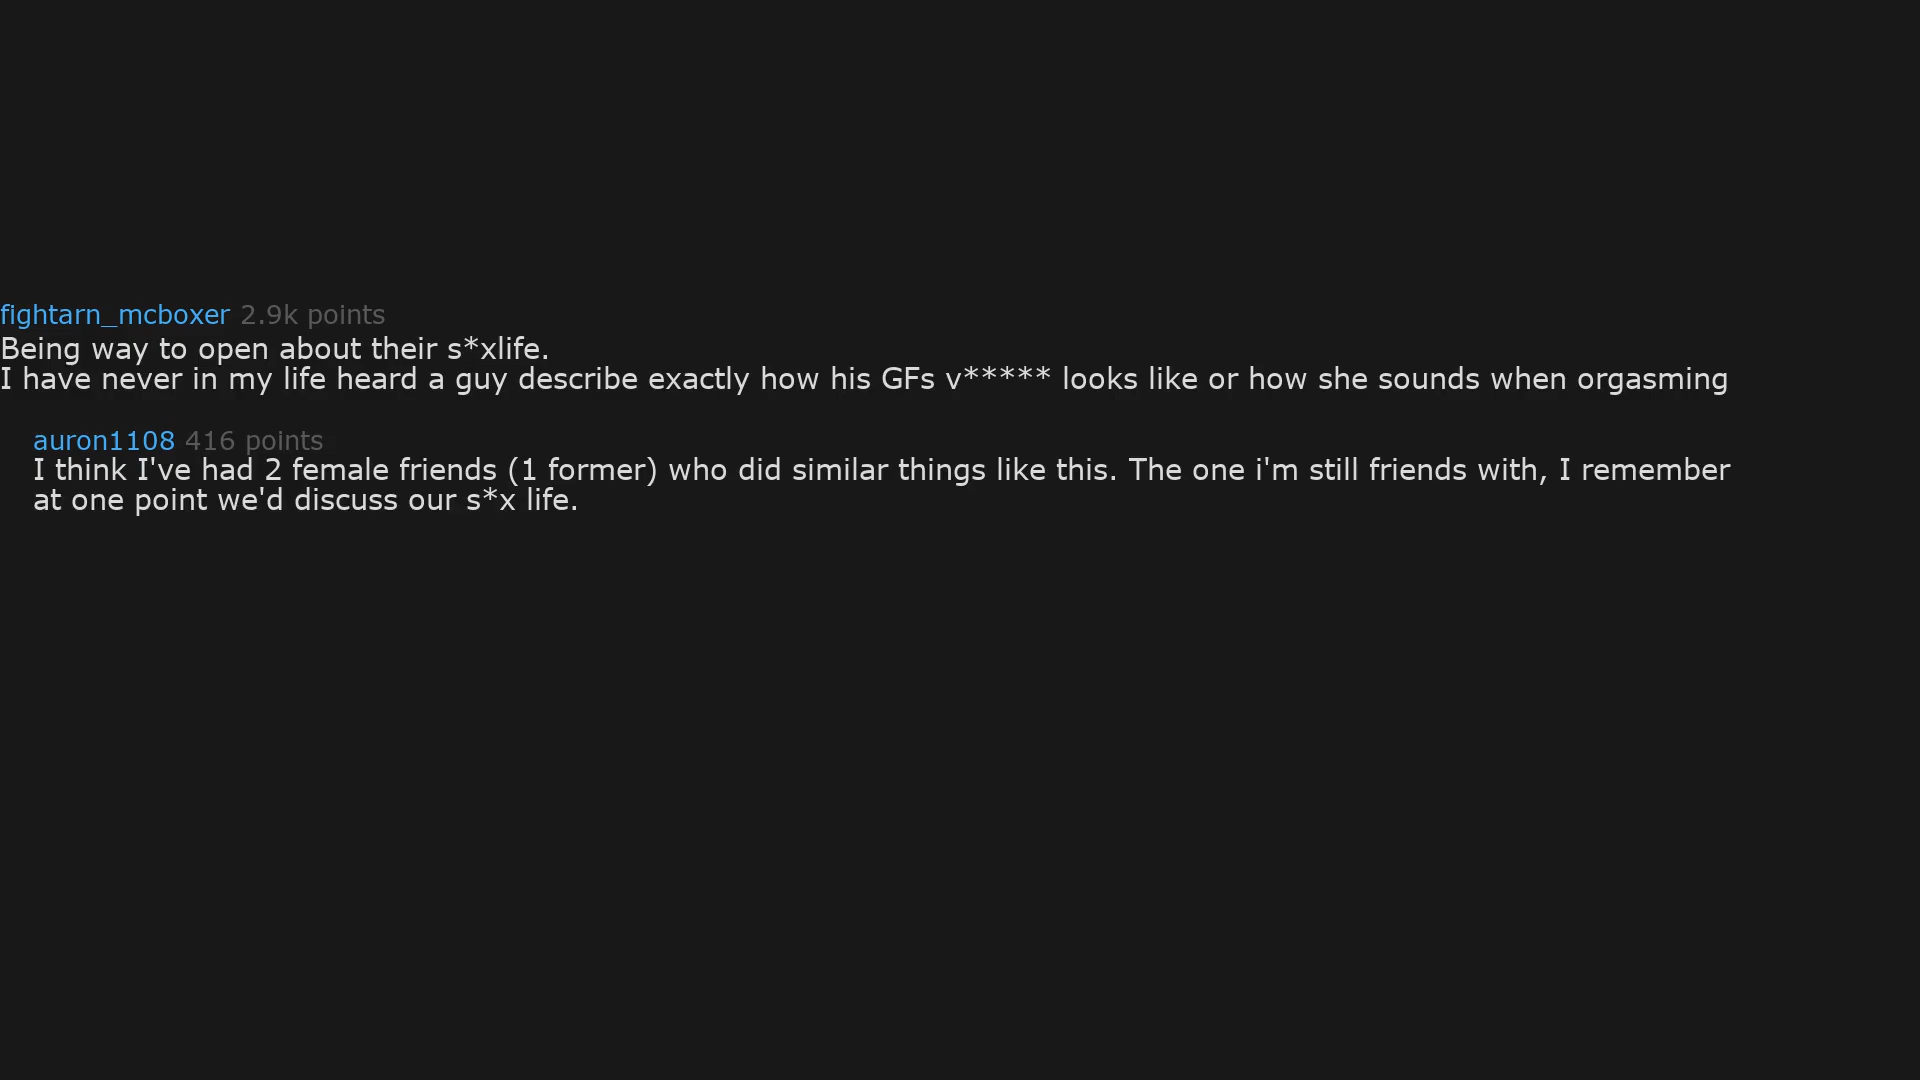 fightarn_mcboxer 2.9k points
Being way to open about their s*xlife.
I have never in my life heard a guy describe exactly how his GFs v***** looks like or how she sounds when orgasming
auron1108 416 points
I think I've had 2 female friends (1 former) who did similar things like this. The one i'm still friends with, I remember
at one point we'd discuss our s*x life.